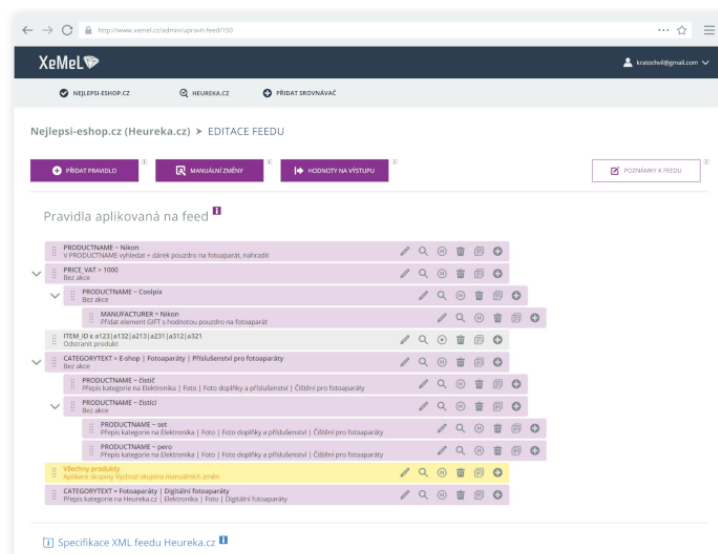 http://www.xemel.cz/admin/upravit-feed/150
XeMeL
kratochvil@gmail.com
NEJLEPSI-ESHOP.CZ
HEUREKA.CZ
PŘIDAT SROVNÁVAČ
Nejlepsi-eshop.cz (Heureka.cz) > EDITACE FEEDU
PŘIDAT PRAVIDLO
MANUÁLNÍ ZMĚNY
HODNOTY NA VÝSTUPU
POZNÁMKY K FEEDU
Pravidla aplikovaná na feed
PRODUCTNAME ~ Nikon
V PRODUCTNAME vyhledat + dárek pouzdro na fotoaparát, nahradit
PRICE_VAT > 1000
Bez akce
PRODUCTNAME ~ Coolpix
Bez akce
MANUFACTURER = Nikon
Přidat element GIFT s hodnotou pouzdro na fotoaparát
ITEM_ID ε a123|a132|a213|a231|a312|a321
Odstranit produkt
CATEGORYTEXT = E-shop | Fotoaparáty | Příslušenství pro fotoaparáty
Bez akce
PRODUCTNAME ~ čistič
Přepis kategorie na Elektronika | Foto | Foto doplňky a příslušenství | Čištění pro fotoaparáty
PRODUCTNAME ~ čisticí
Bez akce
PRODUCTNAME ~ set
Přepis kategorie na Elektronika | Foto | Foto doplňky a příslušenství | Čištění pro fotoaparáty
PRODUCTNAME ~ pero
Přepis kategorie na Elektronika | Foto | Foto doplňky a příslušenství | Čištění pro fotoaparáty
Všechny produkty
Aplikace skupiny Výchozí skupina manuálních změn
CATEGORYTEXT = Fotoaparáty | Digitální fotoaparáty
Přepis kategorie na Heureka.cz | Elektronika | Foto | Digitální fotoaparáty
Specifikace XML feedu Heureka.cz